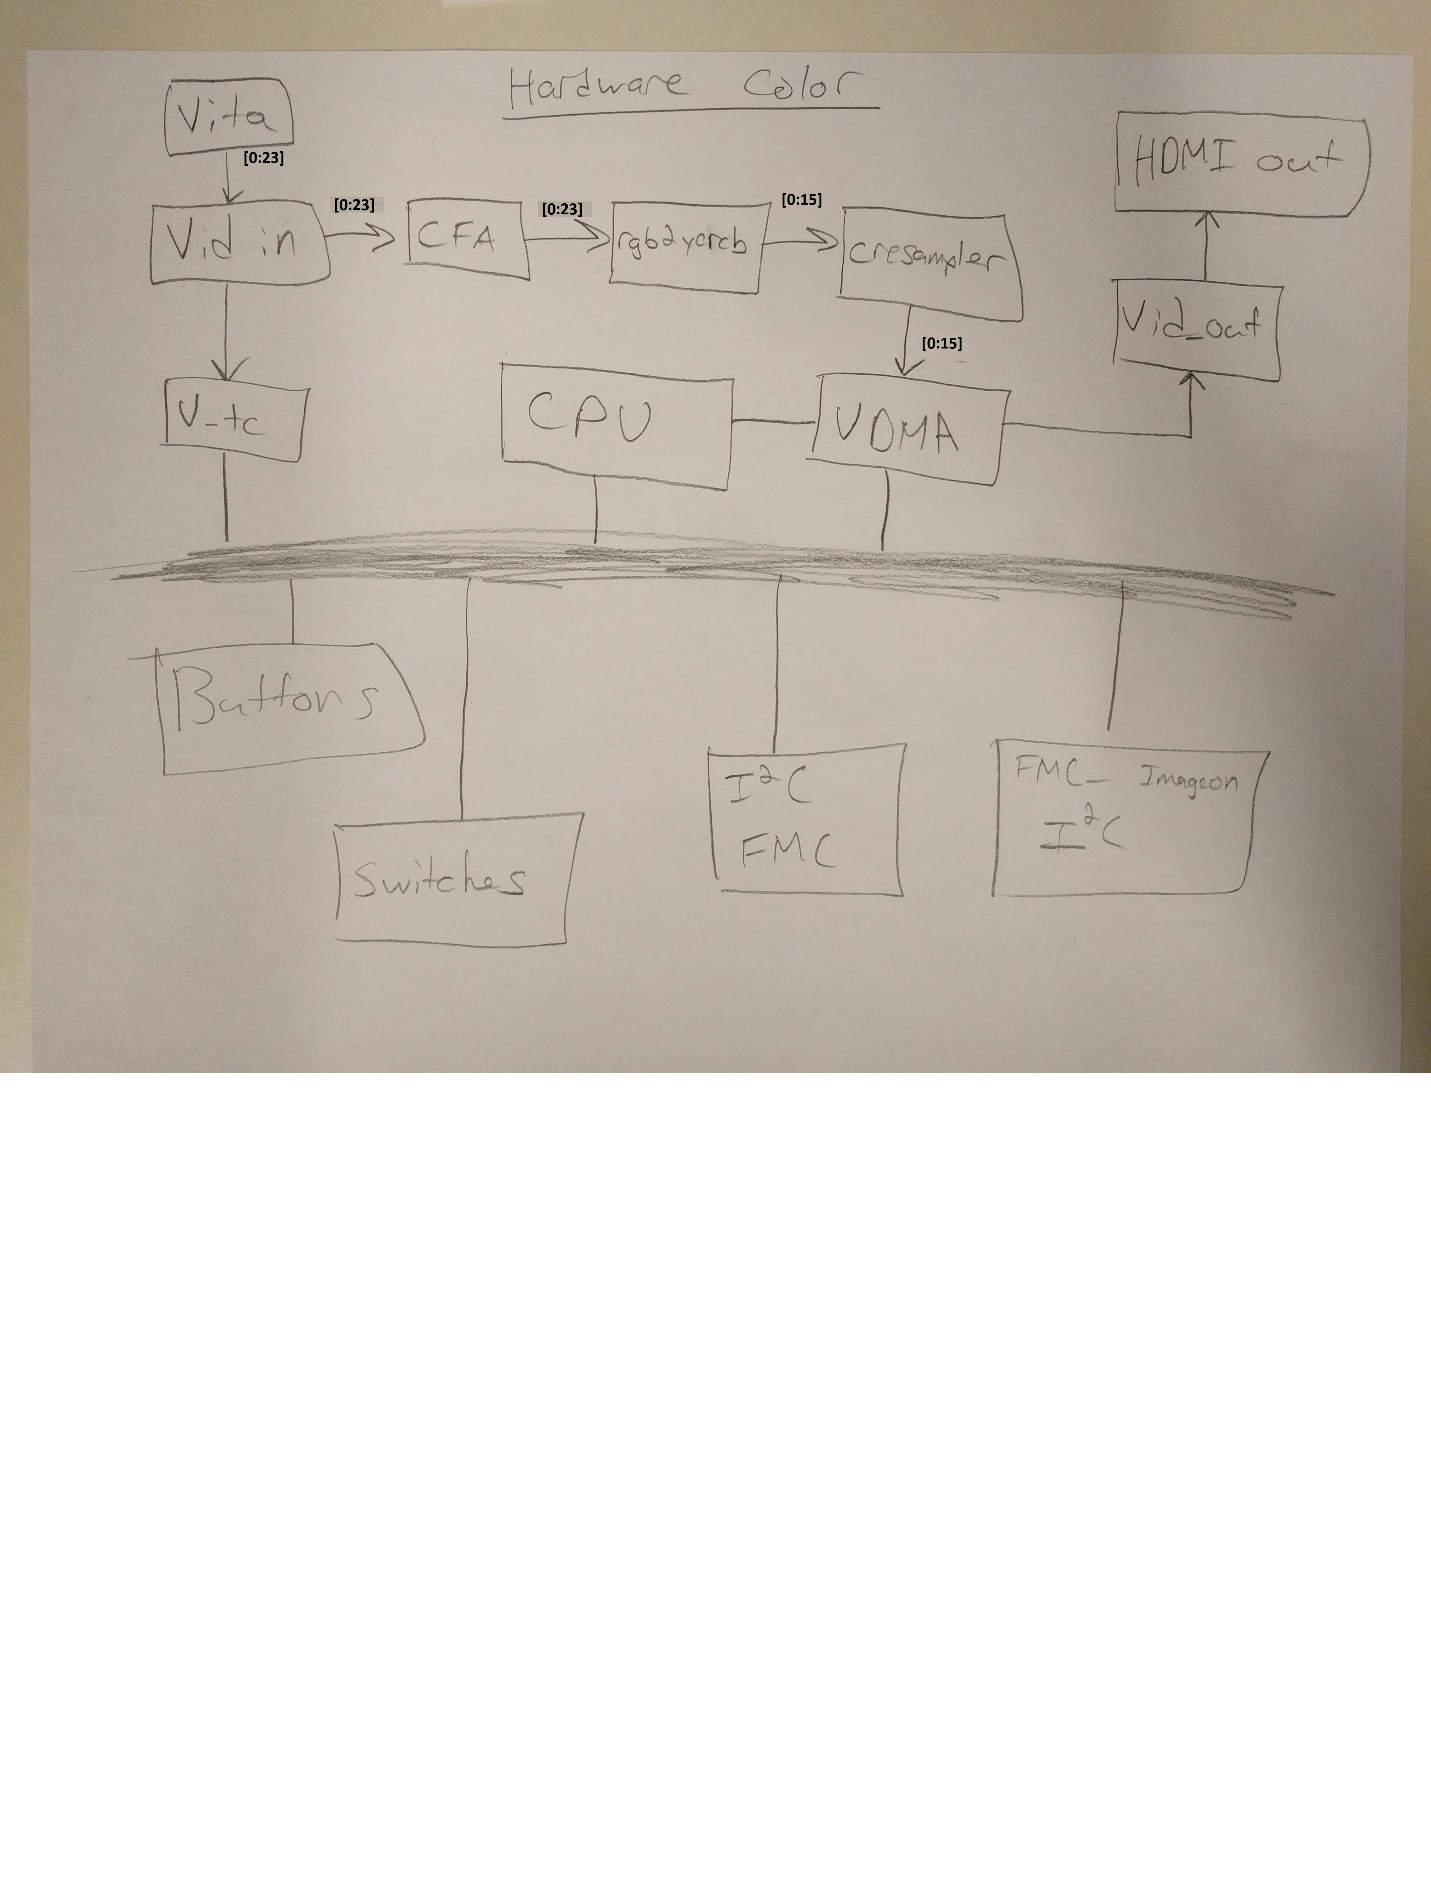 Hardware Color
Vita
[0:23]
HDMI out
Vid in
[0:23]
CFA
[0:23]
rgb2ycrcb
[0:15]
cresampler
[0:15]
Vid_out
V_tc
CPU
VDMA
Buttons
Switches
I²C
FMC
FMC_ Imageon
I²C